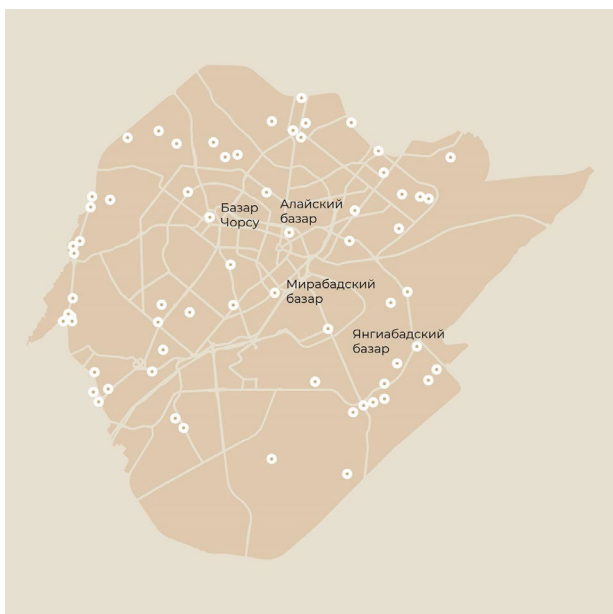 Базар
Чорсу
Алайский
базар
Мирабадский
базар
Янгиабадский
базар